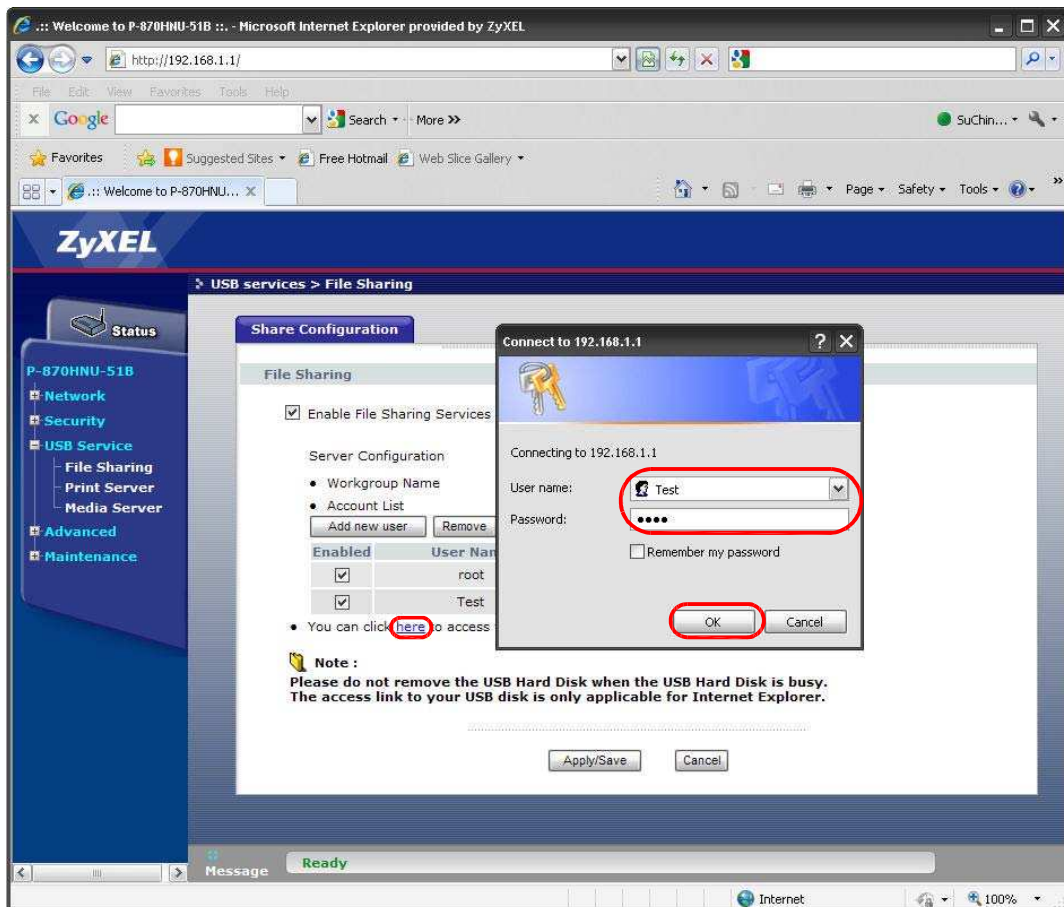 .:: Welcome to P-870HNU-51B ::. - Microsoft Internet Explorer provided by ZyXEL
http://192.168.1.1/
File Edit View Favorites Tools Help
x Google Search More >> SuChin...
Favorites Suggested Sites Free Hotmail Web Slice Gallery
.:: Welcome to P-870HNU... X Page Safety Tools »
ZyXEL
USB services > File Sharing
Status
P-870HNU-51B
Network
Security
USB Service
File Sharing
Print Server
Media Server
Advanced
Maintenance
Share Configuration
File Sharing
Enable File Sharing Services
Server Configuration
• Workgroup Name
• Account List
Add new user Remove
Enabled User Nan
root
Test
• You can click here to access
Note :
Please do not remove the USB Hard Disk when the USB Hard Disk is busy.
The access link to your USB disk is only applicable for Internet Explorer.
Apply/Save Cancel
Connect to 192.168.1.1
Connecting to 192.168.1.1
User name: Test
Password: ••••
Remember my password
OK Cancel
Message Ready
Internet 100%